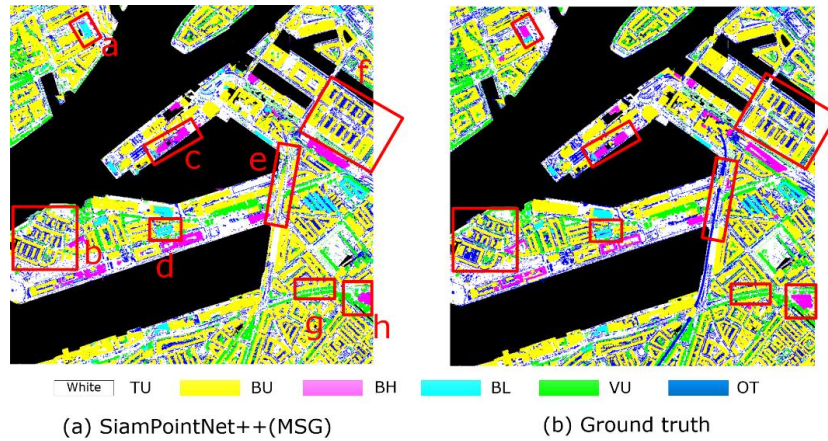 a
f
c
e
b
d
g
h
White TU BU BH BL VU OT
(a) SiamPointNet++(MSG)
(b) Ground truth